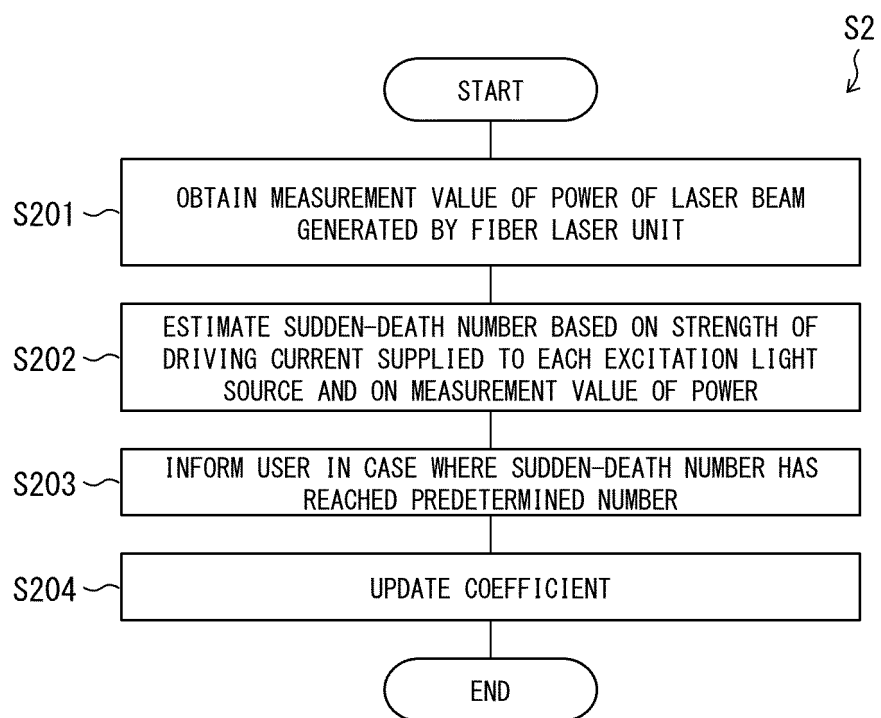 S2
START
S201
OBTAIN MEASUREMENT VALUE OF POWER OF LASER BEAM
GENERATED BY FIBER LASER UNIT
S202
ESTIMATE SUDDEN-DEATH NUMBER BASED ON STRENGTH OF
DRIVING CURRENT SUPPLIED TO EACH EXCITATION LIGHT
SOURCE AND ON MEASUREMENT VALUE OF POWER
S203
INFORM USER IN CASE WHERE SUDDEN-DEATH NUMBER HAS
REACHED PREDETERMINED NUMBER
S204
UPDATE COEFFICIENT
END